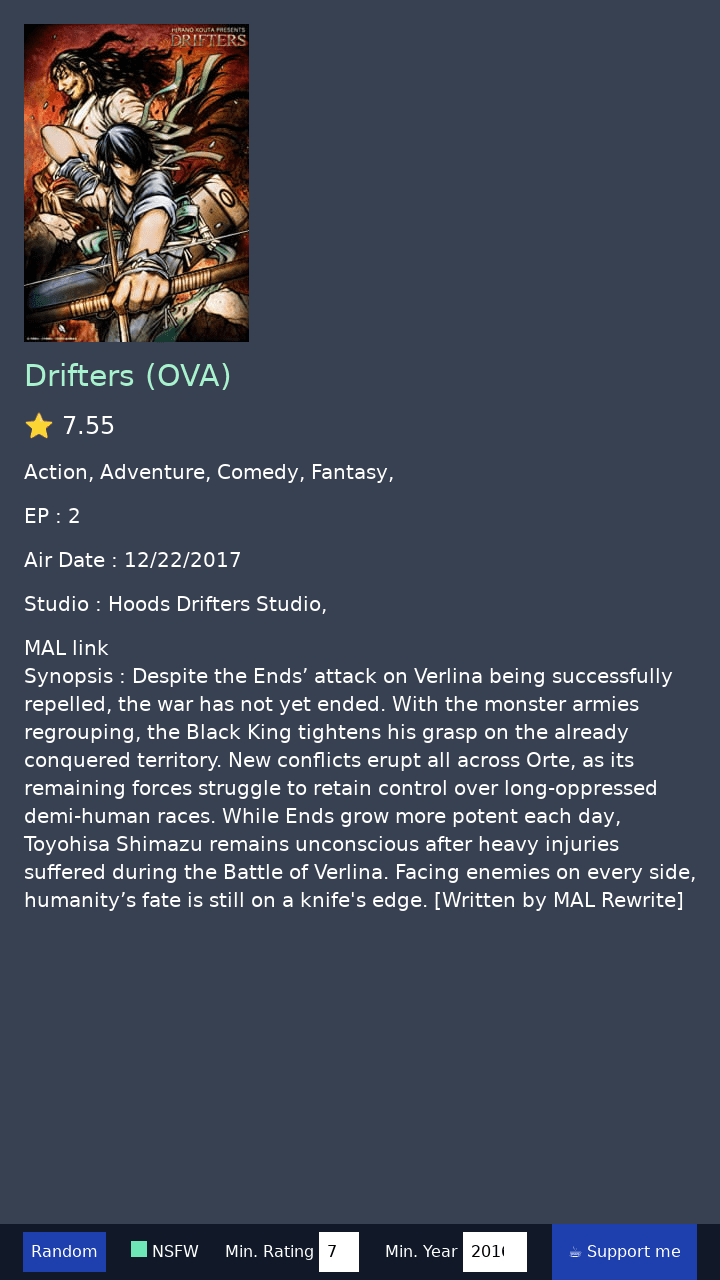 HIRANO KOUTA PRESENTS
DRIFTERS
Drifters (OVA)
⭐ 7.55
Action, Adventure, Comedy, Fantasy,
EP : 2
Air Date : 12/22/2017
Studio : Hoods Drifters Studio,
MAL link
Synopsis : Despite the Ends’ attack on Verlina being successfully
repelled, the war has not yet ended. With the monster armies
regrouping, the Black King tightens his grasp on the already
conquered territory. New conflicts erupt all across Orte, as its
remaining forces struggle to retain control over long-oppressed
demi-human races. While Ends grow more potent each day,
Toyohisa Shimazu remains unconscious after heavy injuries
suffered during the Battle of Verlina. Facing enemies on every side,
humanity’s fate is still on a knife's edge. [Written by MAL Rewrite]
Random NSFW Min. Rating 7 Min. Year 2016 ☕ Support me